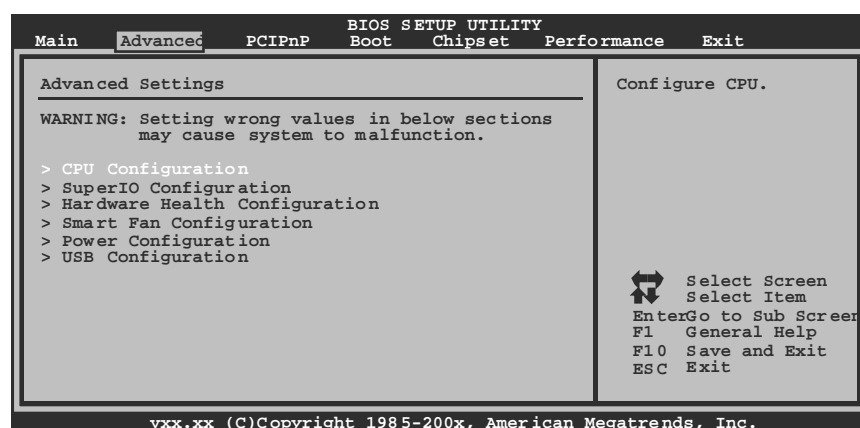 BIOS SETUP UTILITY
Main Advanced PCIPnP Boot Chipset Performance Exit
Advanced Settings
WARNING: Setting wrong values in below sections
may cause system to malfunction.
> CPU Configuration
> SuperIO Configuration
> Hardware Health Configuration
> Smart Fan Configuration
> Power Configuration
> USB Configuration
Configure CPU.
Select Screen
Select Item
Enter Go to Sub Screen
F1 General Help
F10 Save and Exit
ESC Exit
vxx.xx (C)Copyright 1985-200x, American Megatrends, Inc.